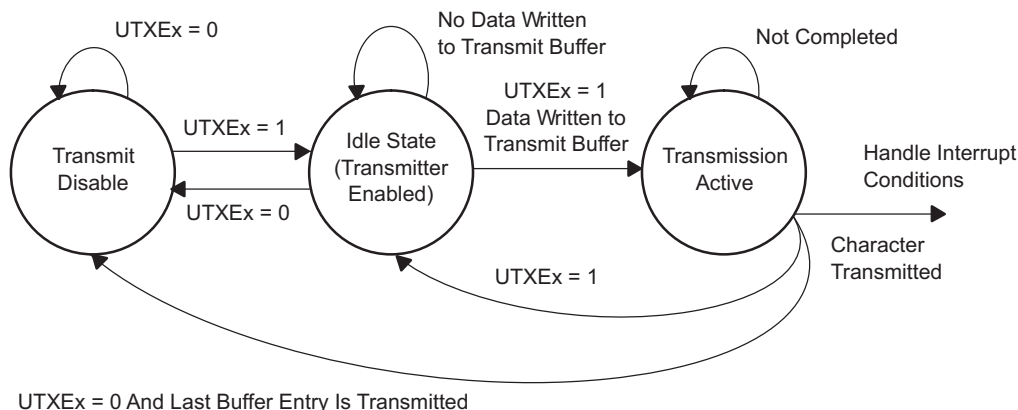 UTXEx = 0
No Data Written
to Transmit Buffer
Not Completed
UTXEx = 1
Data Written to
Transmit Buffer
UTXEx = 1
Transmit
Disable
Idle State
(Transmitter
Enabled)
Transmission
Active
Handle Interrupt
Conditions
UTXEx = 0
Character
Transmitted
UTXEx = 1
UTXEx = 0 And Last Buffer Entry Is Transmitted